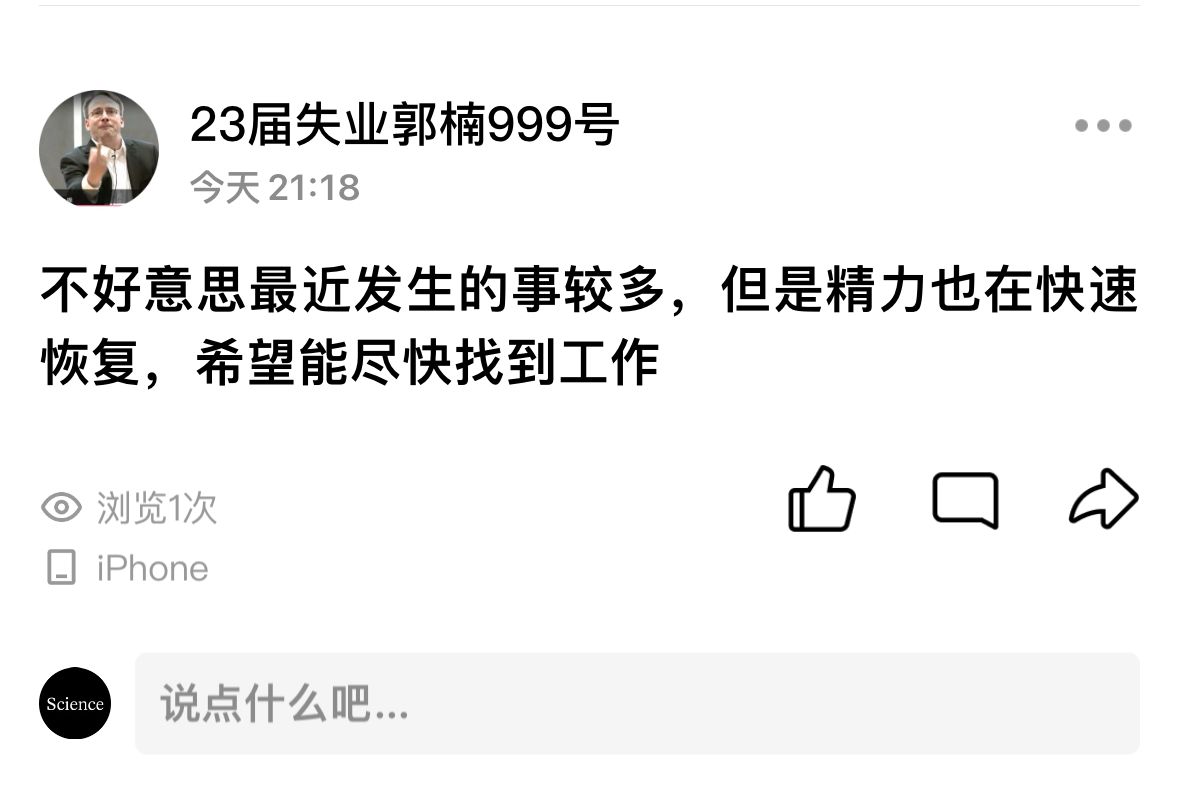 23届失业郭楠999号
今天 21:18
不好意思最近发生的事较多，但是精力也在快速
恢复，希望能尽快找到工作
浏览1次
iPhone
Science
说点什么吧...